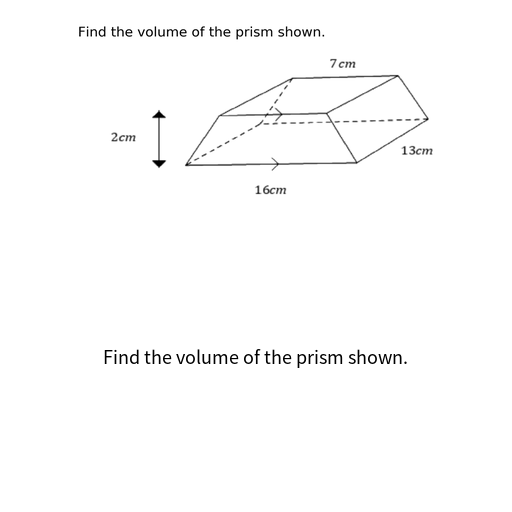 Find the volume of the prism shown.
7cm
2cm
13cm
16cm
Find the volume of the prism shown.